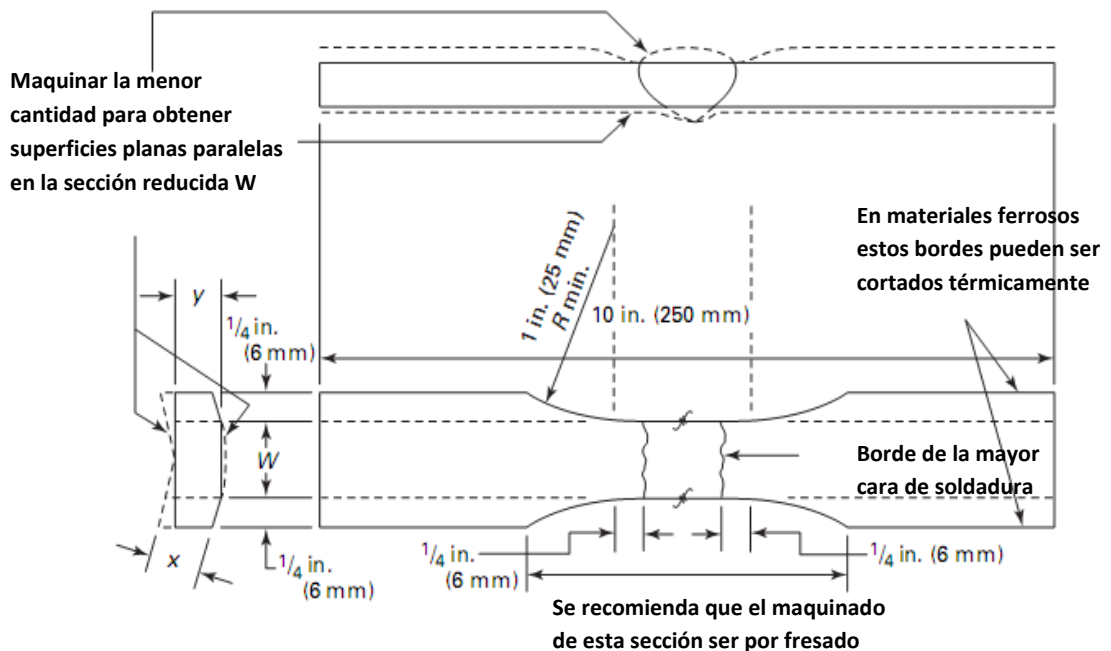 Maquinar la menor
cantidad para obtener
superficies planas paralelas
en la sección reducida W
En materiales ferrosos
estos bordes pueden ser
cortados térmicamente
1 in. (25 mm)
R min.
10 in. (250 mm)
y
1/4 in.
(6 mm)
W
Borde de la mayor
cara de soldadura
x
1/4 in.
(6 mm)
1/4 in.
(6 mm)
1/4 in. (6 mm)
Se recomienda que el maquinado
de esta sección ser por fresado